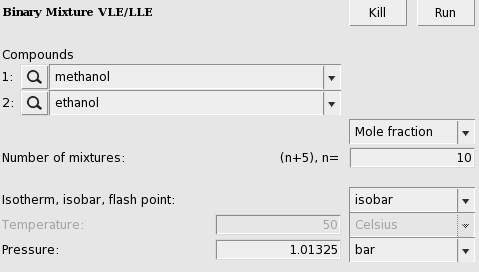 Binary Mixture VLE/LLE Kill Run
Compounds
1: methanol
2: ethanol
Mole fraction
Number of mixtures: (n+5), n= 10
Isotherm, isobar, flash point: isobar
Temperature: 50 Celsius
Pressure: 1.01325 bar